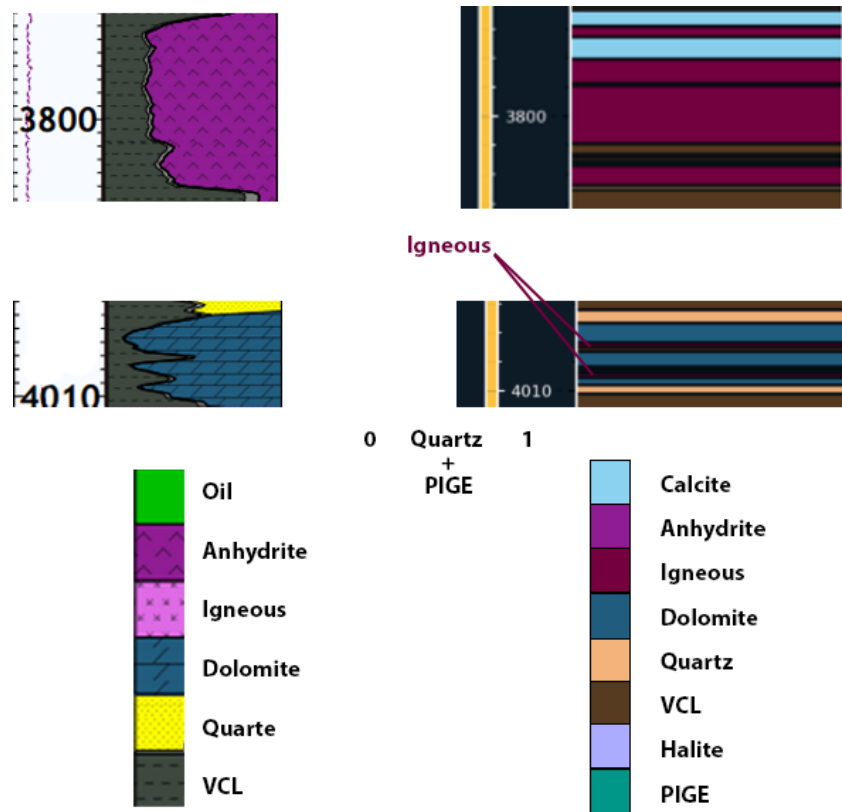 3800
3800
Igneous
4010
4010
0 Quartz 1
+
PIGE
Oil
Anhydrite
Igneous
Dolomite
Quarte
VCL
Calcite
Anhydrite
Igneous
Dolomite
Quartz
VCL
Halite
PIGE